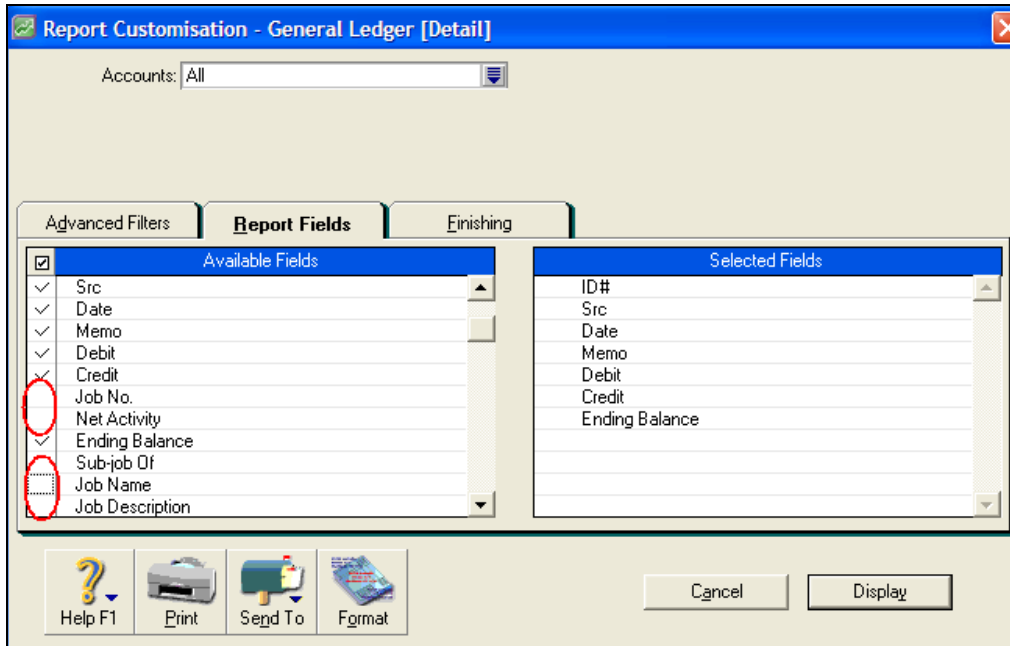 Report Customisation - General Ledger [Detail]
Accounts: All
Advanced Filters Report Fields Finishing
Available Fields Selected Fields
Src ID#
Date Src
Memo Date
Debit Memo
Credit Debit
Job No. Credit
Net Activity Ending Balance
Ending Balance
Sub-job Of
Job Name
Job Description
Help F1 Print Send To Format Cancel Display